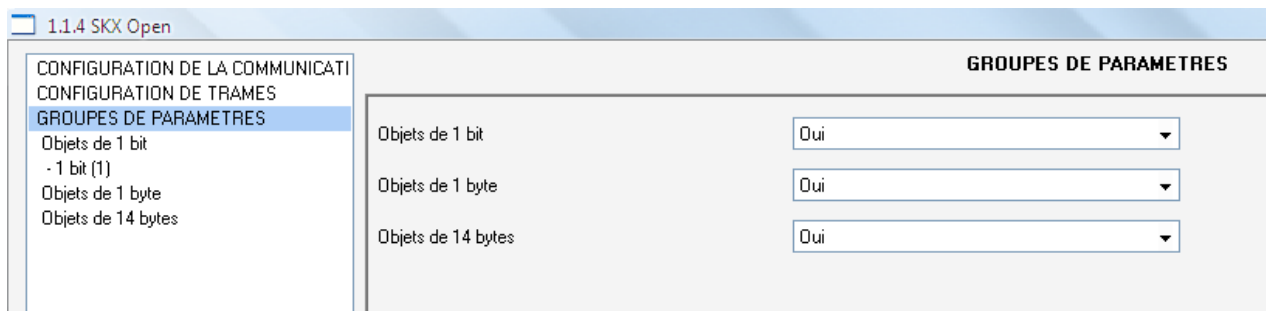 1.1.4 SKX Open
CONFIGURATION DE LA COMMUNICATI
CONFIGURATION DE TRAMES
GROUPES DE PARAMETRES
Objets de 1 bit
- 1 bit (1)
Objets de 1 byte
Objets de 14 bytes
GROUPES DE PARAMETRES
Objets de 1 bit Oui
Objets de 1 byte Oui
Objets de 14 bytes Oui